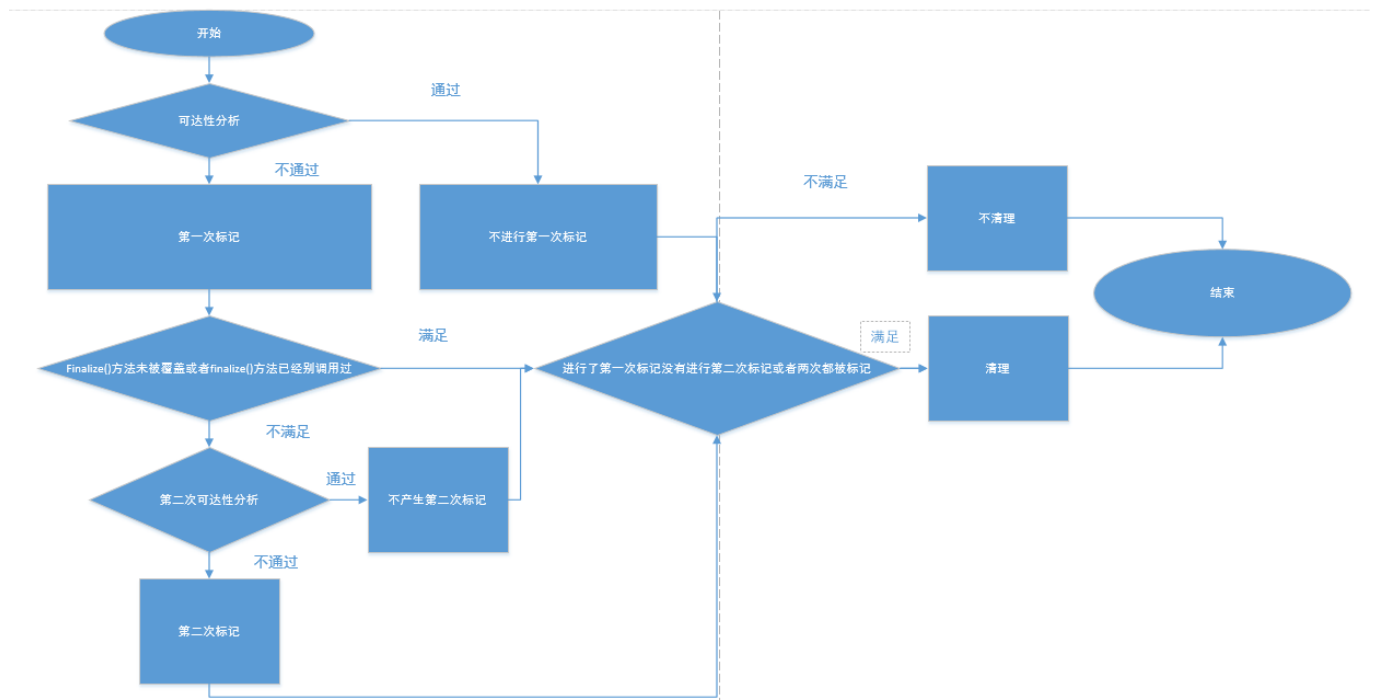 开始
可达性分析
通过
不通过
第一次标记
不进行第一次标记
不满足
不清理
结束
Finalize()方法未被覆盖或者finalize()方法已经别调用过
满足
进行了第一次标记没有进行第二次标记或者两次都被标记
满足
清理
不满足
第二次可达性分析
通过
不产生第二次标记
不通过
第二次标记